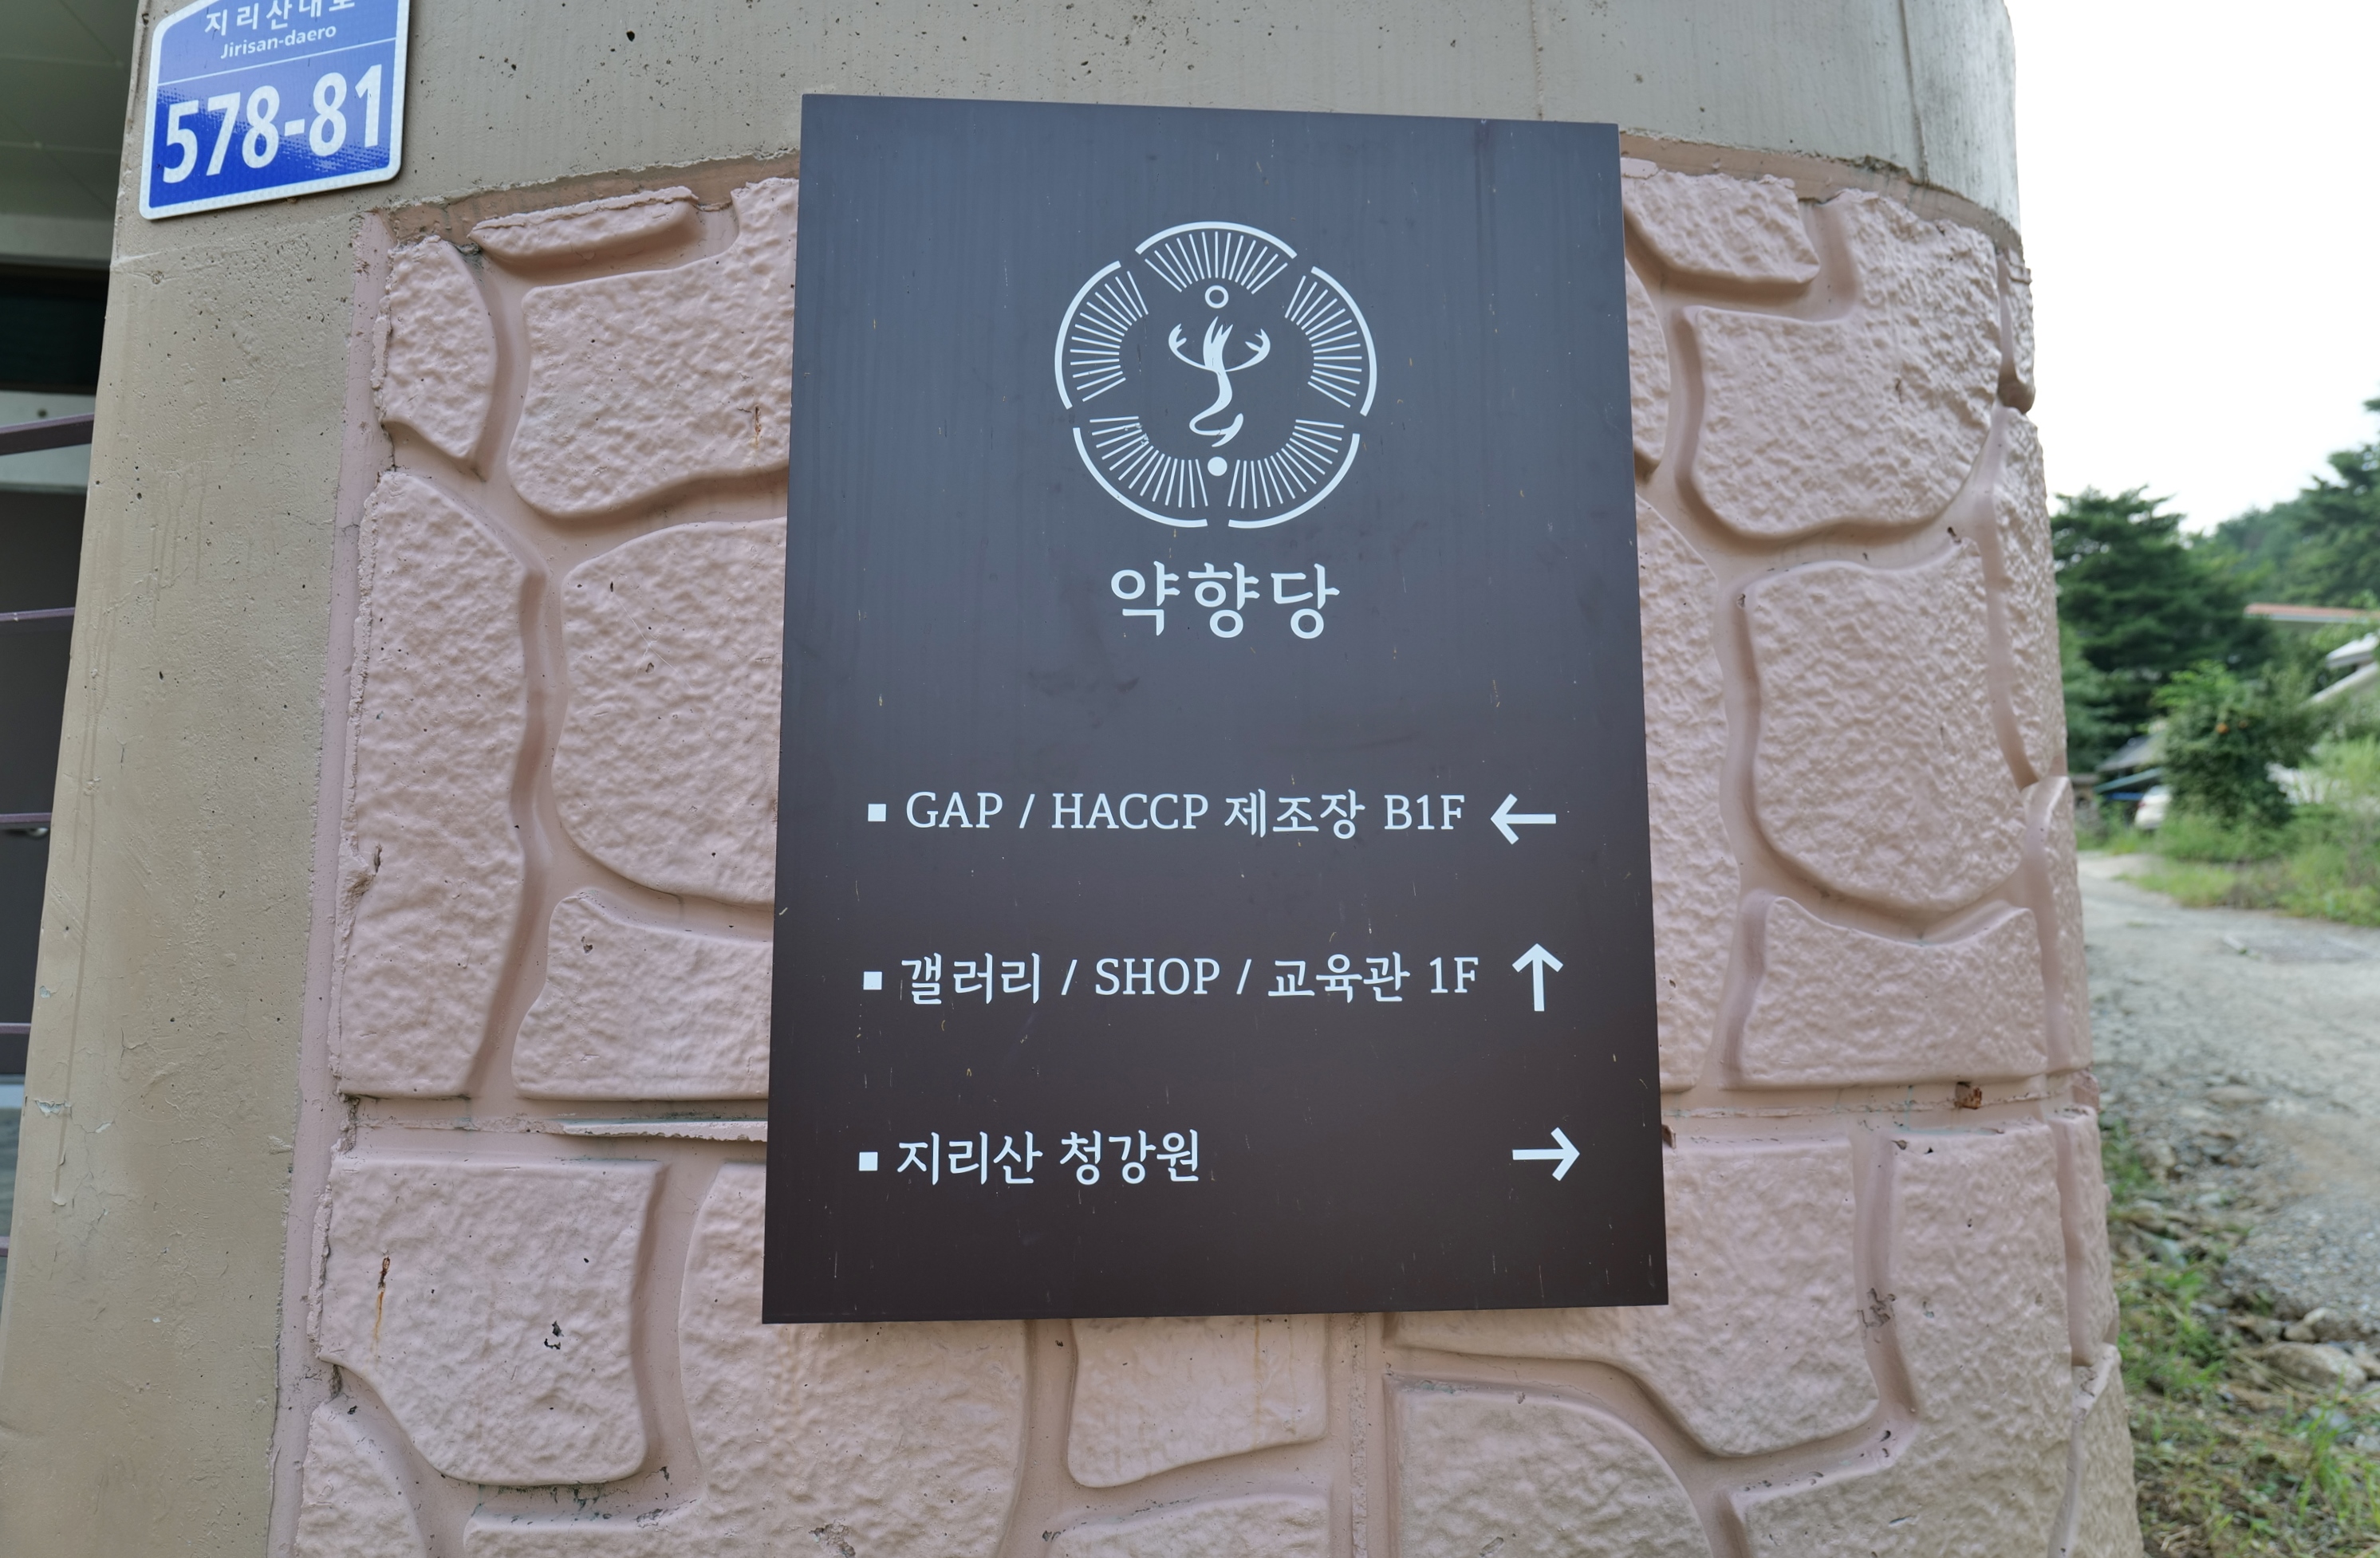 지리산대로
Jirisan-daero
578-81
약향당
▪ GAP / HACCP 제조장 B1F ←
▪ 갤러리 / SHOP / 교육관 1F ↑
▪ 지리산 청강원 →